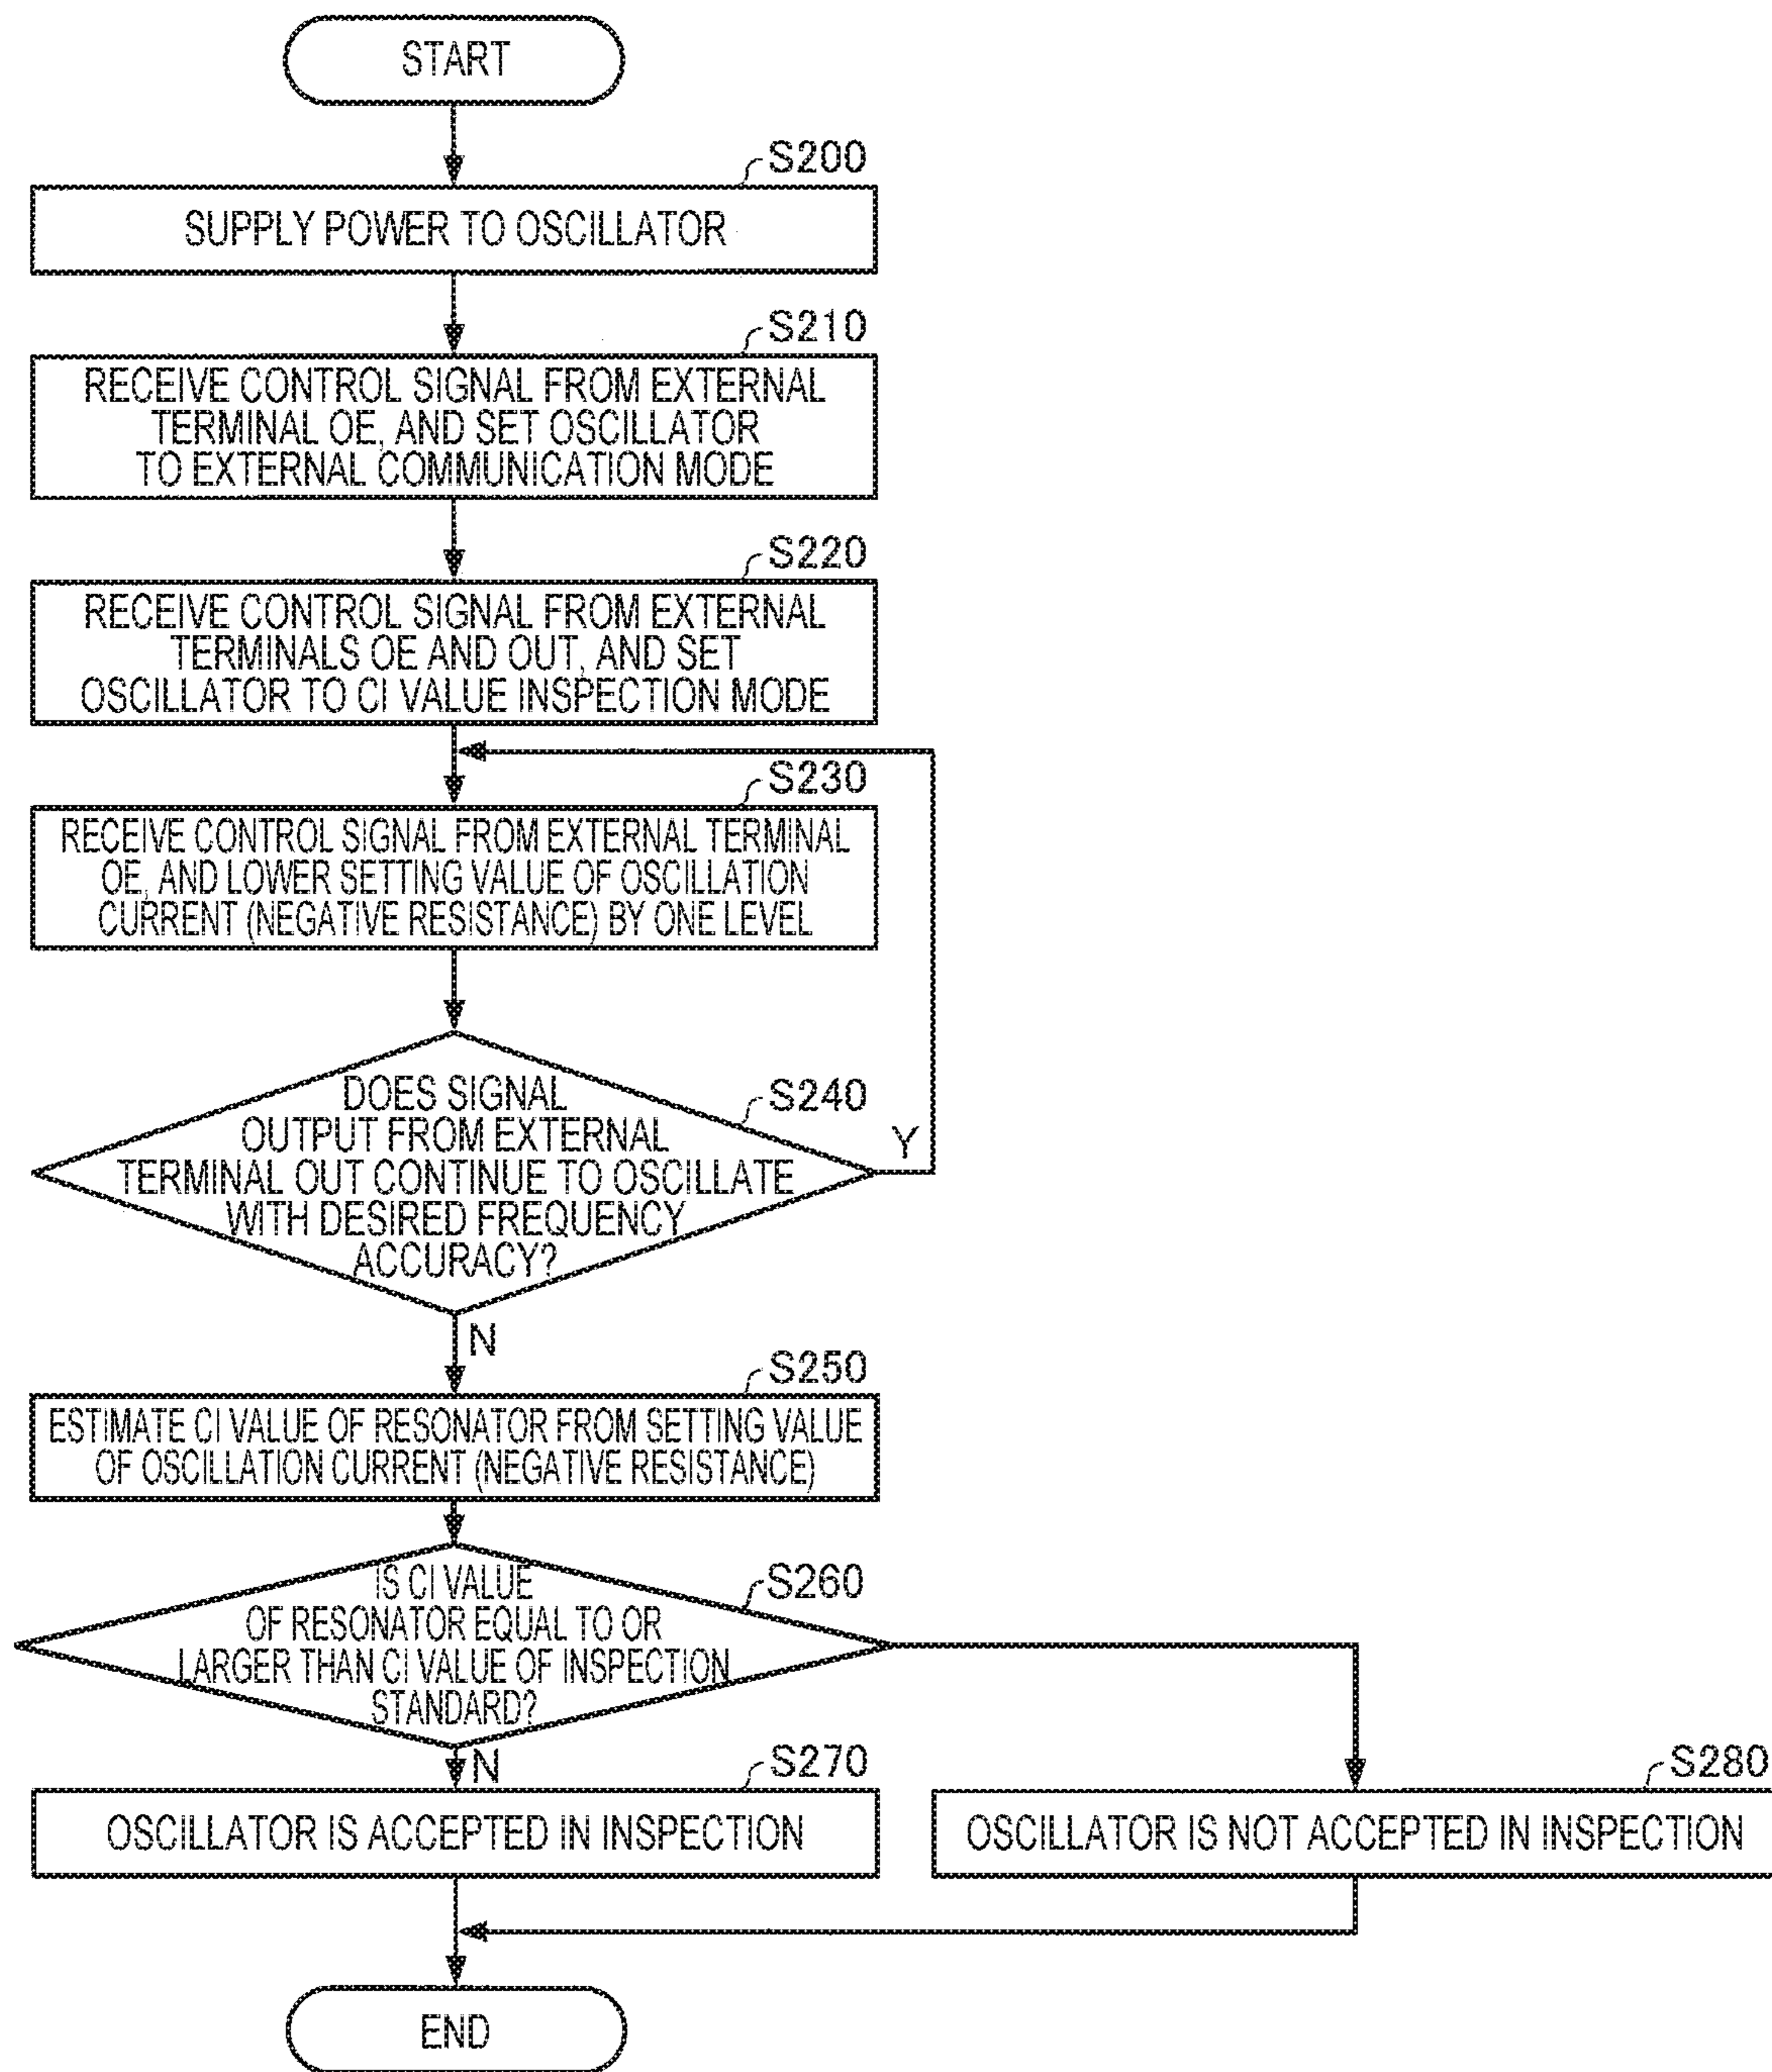 START
S200
SUPPLY POWER TO OSCILLATOR
S210
RECEIVE CONTROL SIGNAL FROM EXTERNAL
TERMINAL OE, AND SET OSCILLATOR
TO EXTERNAL COMMUNICATION MODE
S220
RECEIVE CONTROL SIGNAL FROM EXTERNAL
TERMINALS OE AND OUT, AND SET
OSCILLATOR TO CI VALUE INSPECTION MODE
S230
RECEIVE CONTROL SIGNAL FROM EXTERNAL TERMINAL
OE, AND LOWER SETTING VALUE OF OSCILLATION
CURRENT (NEGATIVE RESISTANCE) BY ONE LEVEL
S240
DOES SIGNAL
OUTPUT FROM EXTERNAL
TERMINAL OUT CONTINUE TO OSCILLATE
WITH DESIRED FREQUENCY
ACCURACY?
Y
N
S250
ESTIMATE CI VALUE OF RESONATOR FROM SETTING VALUE
OF OSCILLATION CURRENT (NEGATIVE RESISTANCE)
S260
IS CI VALUE
OF RESONATOR EQUAL TO OR
LARGER THAN CI VALUE OF INSPECTION
STANDARD?
N
S270
OSCILLATOR IS ACCEPTED IN INSPECTION
S280
OSCILLATOR IS NOT ACCEPTED IN INSPECTION
END